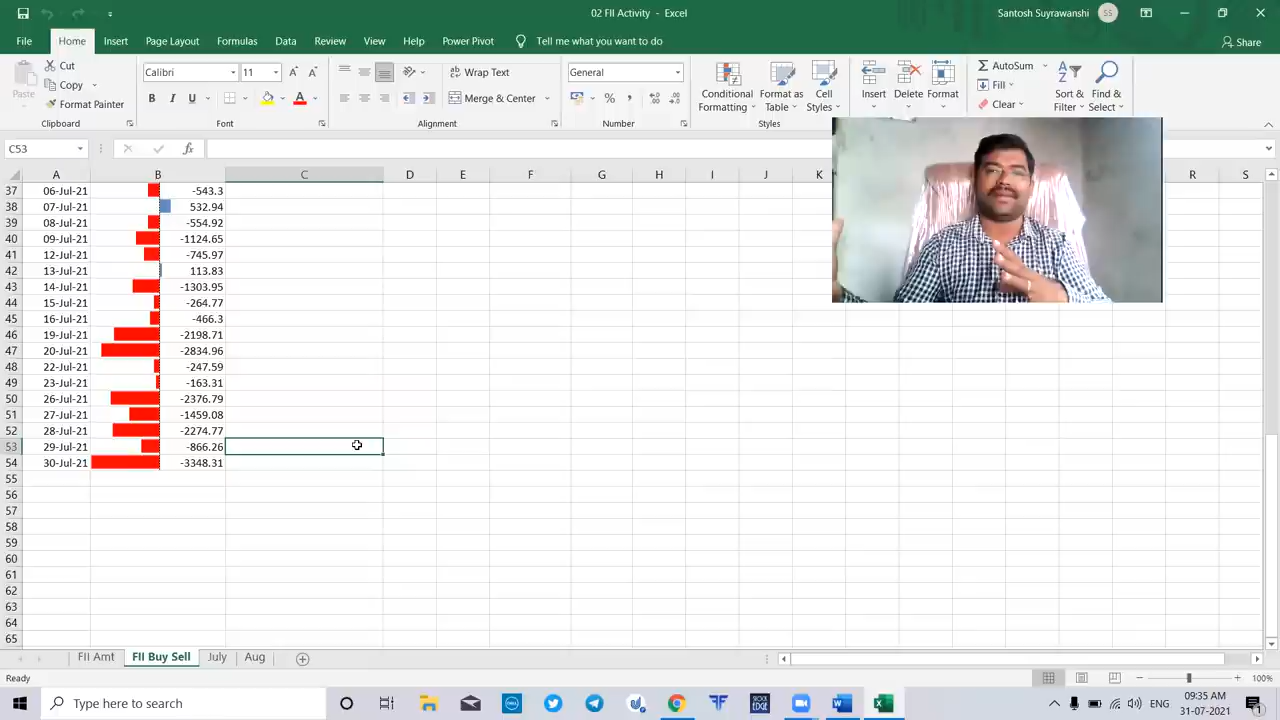 02 FII Activity - Excel
Santosh Suyrawanshi SS
File Home Insert Page Layout Formulas Data Review View Help Power Pivot Tell me what you want to do Share
Paste
Cut
Copy
Format Painter
Clipboard
Calibri 11
B I U
Font
Wrap Text
Merge & Center
Alignment
General
%
Number
Conditional Formatting
Format as Table
Cell Styles
Styles
Insert Delete Format
AutoSum
Fill
Clear
Sort & Filter
Find & Select
C53
fx
A B C D E F G H I J K R S
37 06-Jul-21 -543.3
38 07-Jul-21 532.94
39 08-Jul-21 -554.92
40 09-Jul-21 -1124.65
41 12-Jul-21 -745.97
42 13-Jul-21 113.83
43 14-Jul-21 -1303.95
44 15-Jul-21 -264.77
45 16-Jul-21 -466.3
46 19-Jul-21 -2198.71
47 20-Jul-21 -2834.96
48 22-Jul-21 -247.59
49 23-Jul-21 -163.31
50 26-Jul-21 -2376.79
51 27-Jul-21 -1459.08
52 28-Jul-21 -2274.77
53 29-Jul-21 -866.26
54 30-Jul-21 -3348.31
55
56
57
58
59
60
61
62
63
64
65
FII Amt FII Buy Sell July Aug
Ready
100%
Type here to search
DELL
STOCK EDGE
09:35 AM
31-07-2021